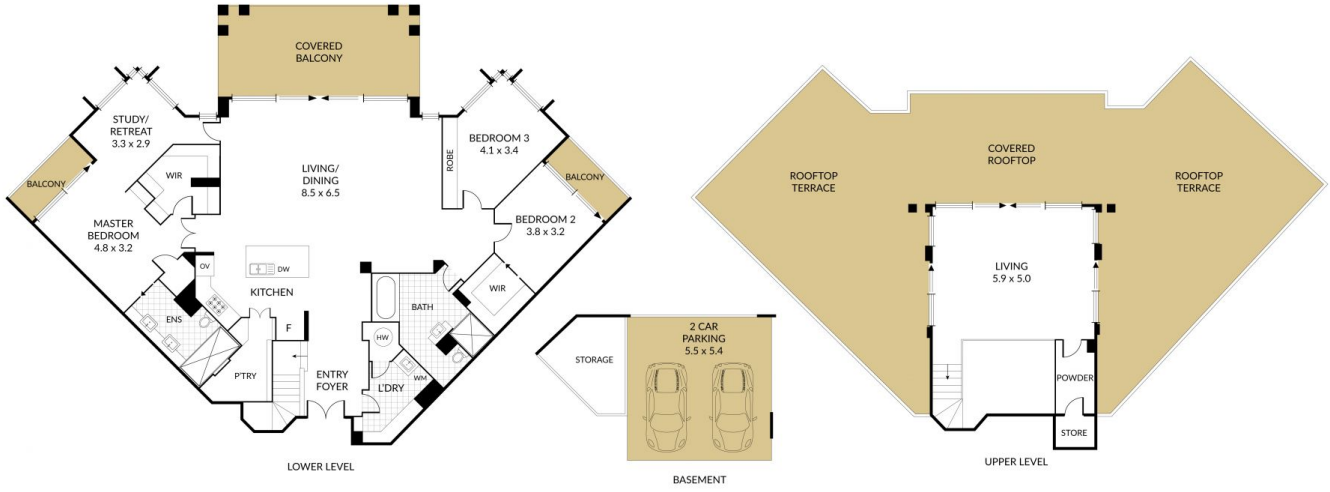 COVERED
BALCONY
STUDY/
RETREAT
3.3 x 2.9
BALCONY
WIR
MASTER
BEDROOM
4.8 x 3.2
LIVING/
DINING
8.5 x 6.5
ROBE
BEDROOM 3
4.1 x 3.4
BALCONY
BEDROOM 2
3.8 x 3.2
WIR
OV
DW
KITCHEN
ENS
F
P'TRY
BATH
HW
WM
L'DRY
ENTRY
FOYER
LOWER LEVEL
STORAGE
2 CAR
PARKING
5.5 x 5.4
BASEMENT
ROOFTOP
TERRACE
COVERED
ROOFTOP
ROOFTOP
TERRACE
LIVING
5.9 x 5.0
POWDER
STORE
UPPER LEVEL